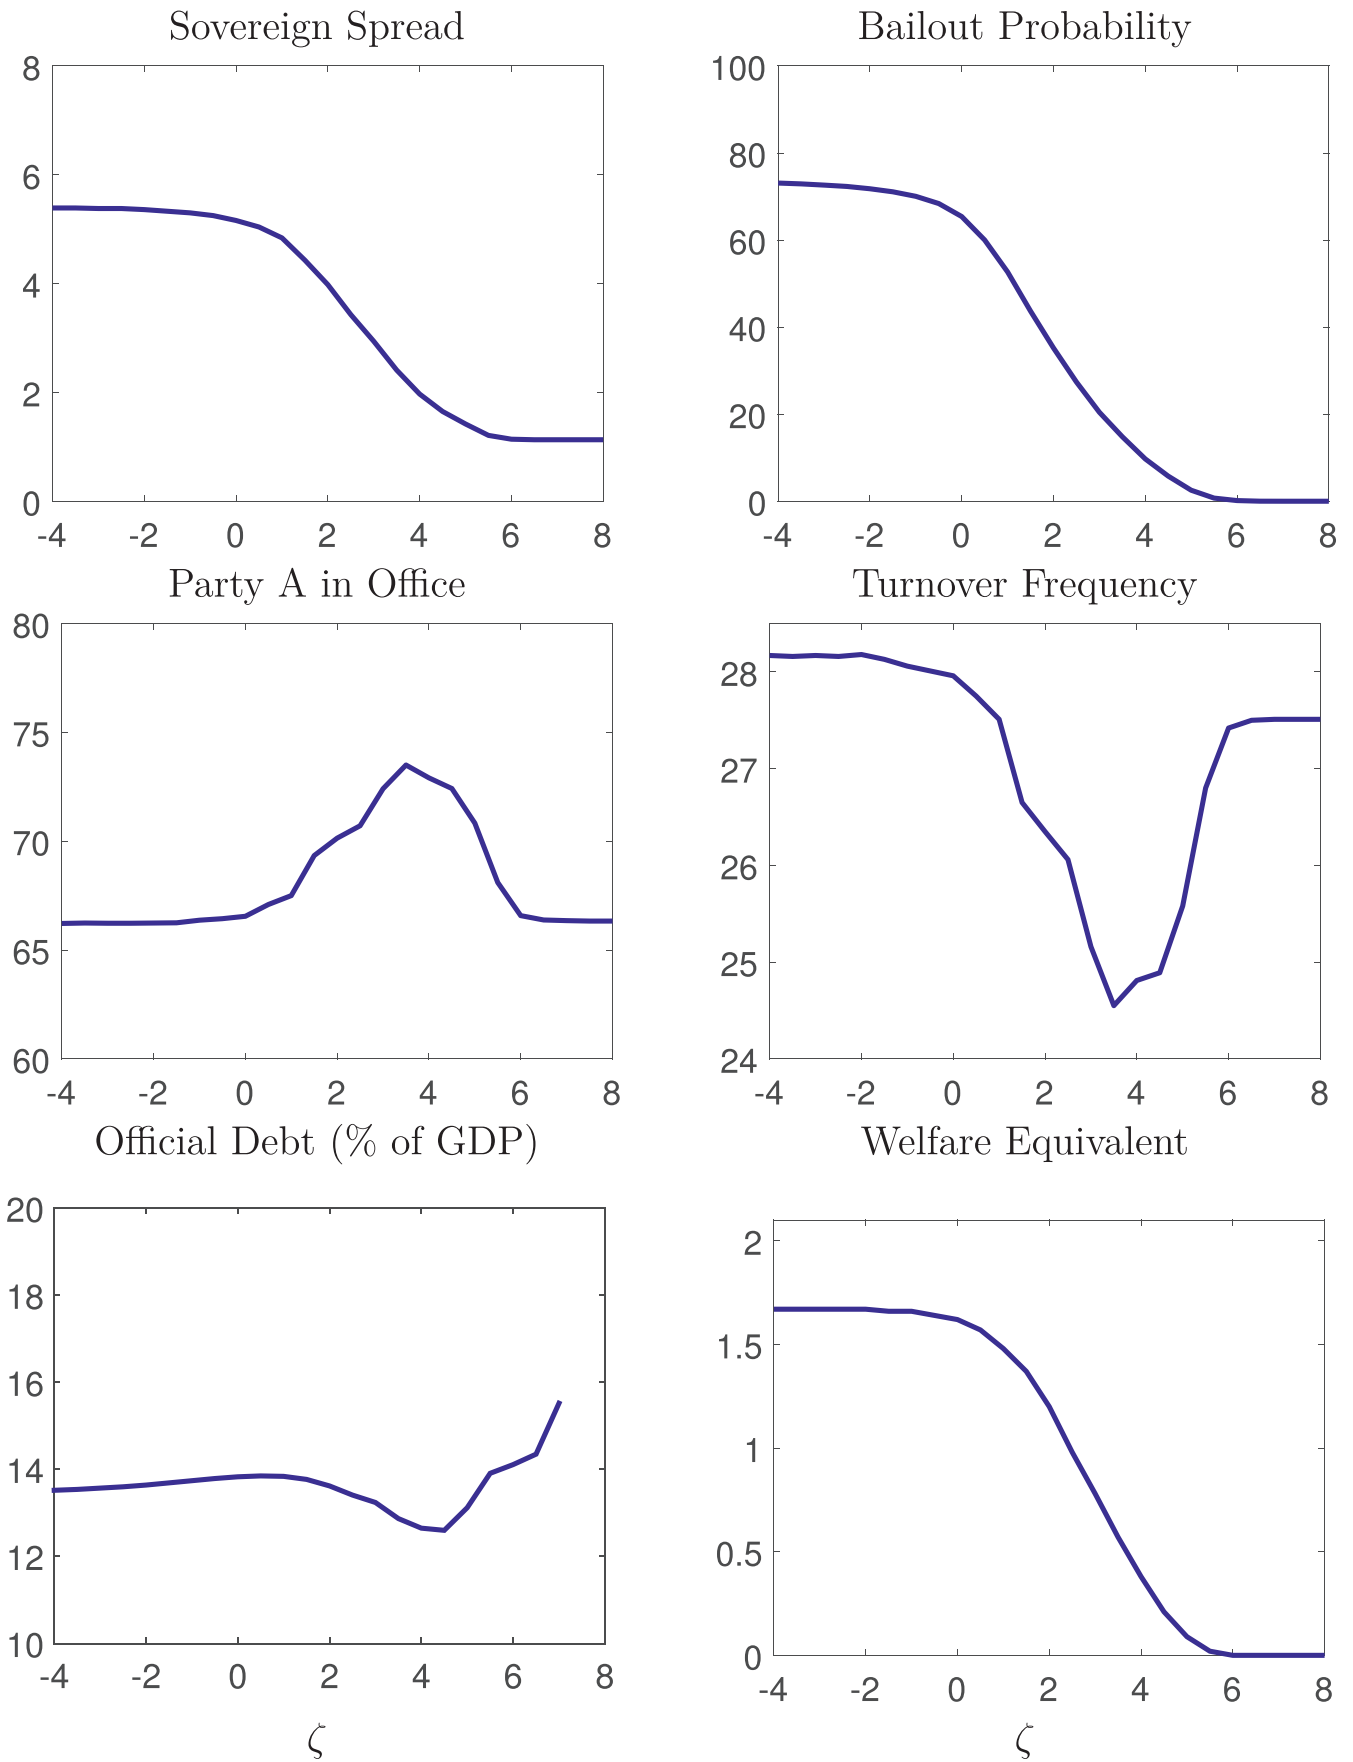 Sovereign Spread
Bailout Probability
8
6
4
2
0
-4 -2 0 2 4 6 8
100
80
60
40
20
0
-4 -2 0 2 4 6 8
Party A in Office
Turnover Frequency
80
75
70
65
60
-4 -2 0 2 4 6 8
28
27
26
25
24
-4 -2 0 2 4 6 8
Official Debt (% of GDP)
Welfare Equivalent
20
18
16
14
12
10
-4 -2 0 2 4 6 8
ζ
2
1.5
1
0.5
0
-4 -2 0 2 4 6 8
ζ